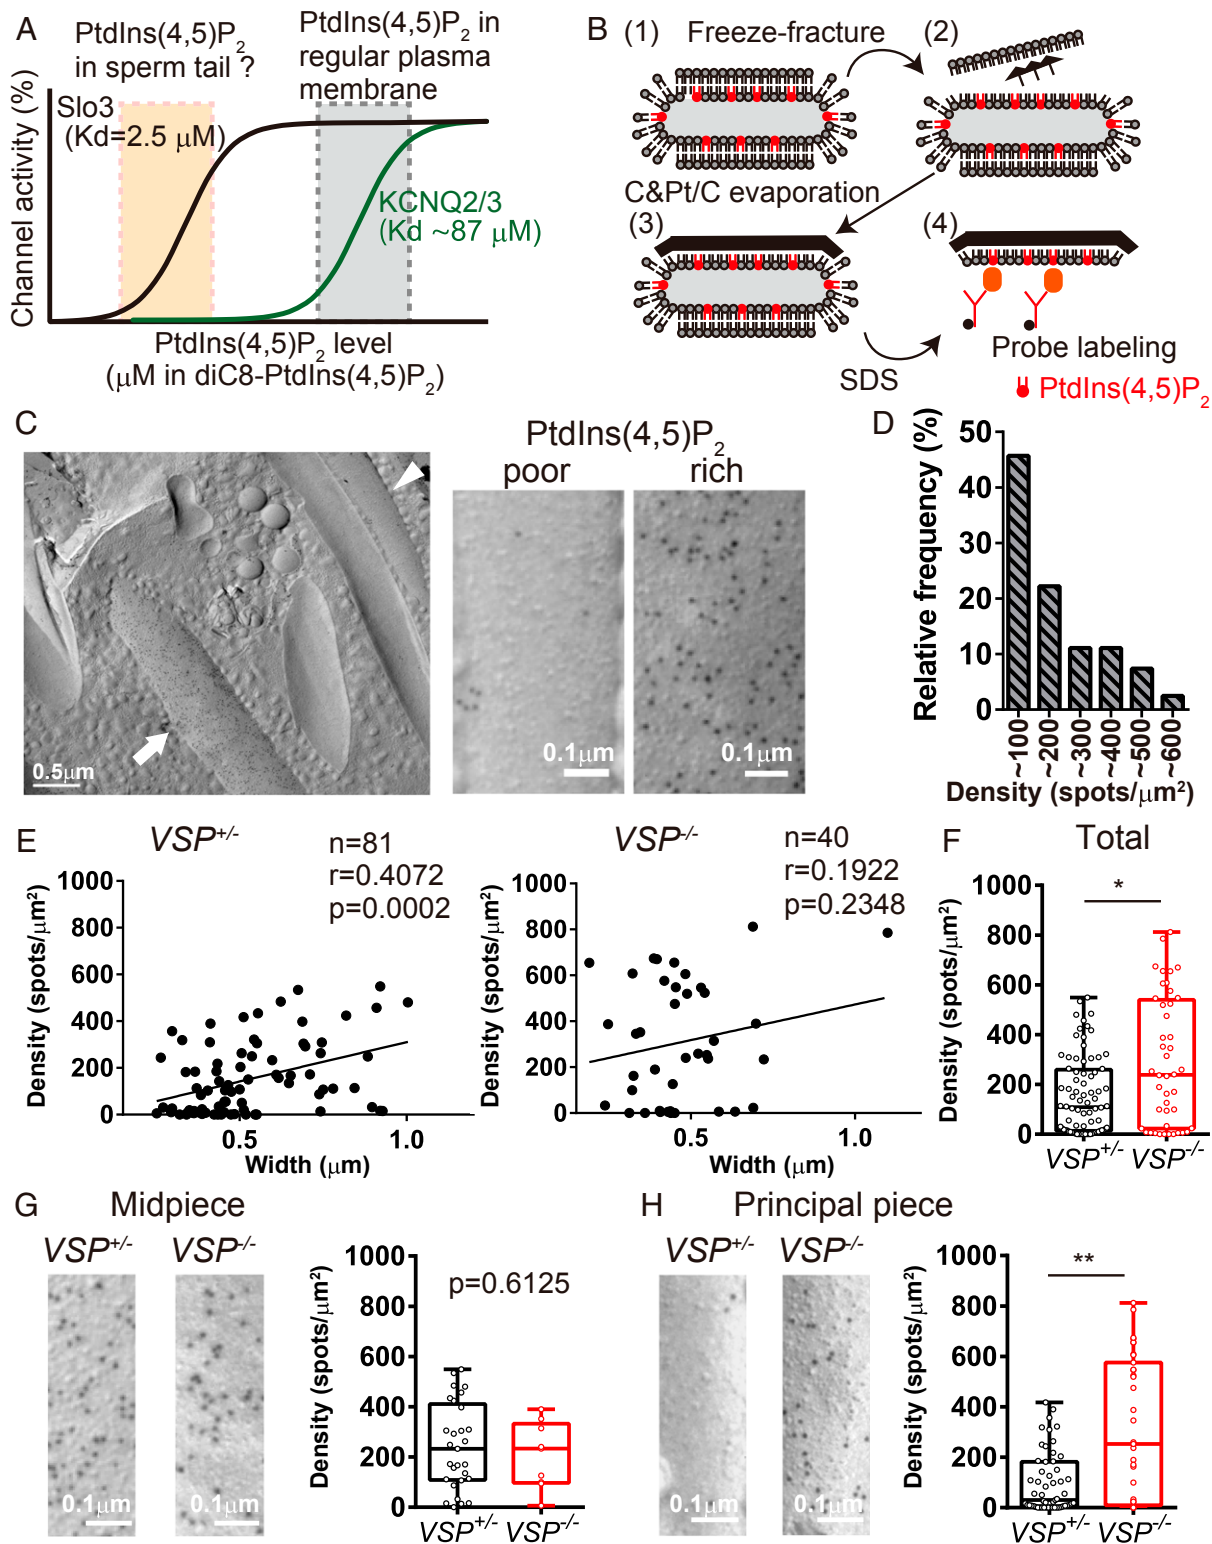 A
PtdIns(4,5)P2
in sperm tail ?
PtdIns(4,5)P2 in
regular plasma
membrane
Slo3
(Kd=2.5 μM)
KCNQ2/3
(Kd ~87 μM)
Channel activity (%)
PtdIns(4,5)P2 level
(μM in diC8-PtdIns(4,5)P2)
B
(1)
Freeze-fracture
(2)
C&Pt/C evaporation
(3)
(4)
SDS
Probe labeling
PtdIns(4,5)P2
C
0.5μm
PtdIns(4,5)P2
poor
rich
0.1μm
0.1μm
D
Relative frequency (%)
50
40
30
20
10
0
~100
~200
~300
~400
~500
~600
Density (spots/μm2)
E
VSP+/-
n=81
r=0.4072
p=0.0002
Density (spots/μm2)
1000
800
600
400
200
0
0.5
1.0
Width (μm)
VSP-/-
n=40
r=0.1922
p=0.2348
Density (spots/μm2)
1000
800
600
400
200
0
0.5
1.0
Width (μm)
F
Total
*
Density (spots/μm2)
1000
800
600
400
200
0
VSP+/-
VSP-/-
G
Midpiece
VSP+/-
VSP-/-
0.1μm
0.1μm
Density (spots/μm2)
1000
800
600
400
200
0
p=0.6125
VSP+/-
VSP-/-
H
Principal piece
VSP+/-
VSP-/-
0.1μm
0.1μm
Density (spots/μm2)
1000
800
600
400
200
0
**
VSP+/-
VSP-/-